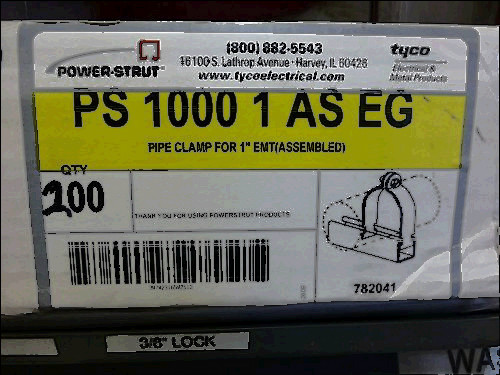 POWER-STRUT
(800) 882-5543
16100 S. Lathrop Avenue · Harvey, IL 60426
www.tycoelectrical.com
tyco
Electrical &
Metal Products
PS 1000 1 AS EG
PIPE CLAMP FOR 1" EMT(ASSEMBLED)
QTY
200
THANK YOU FOR USING POWERSTRUT PRODUCTS
782041
3/8" LOCK
WAS